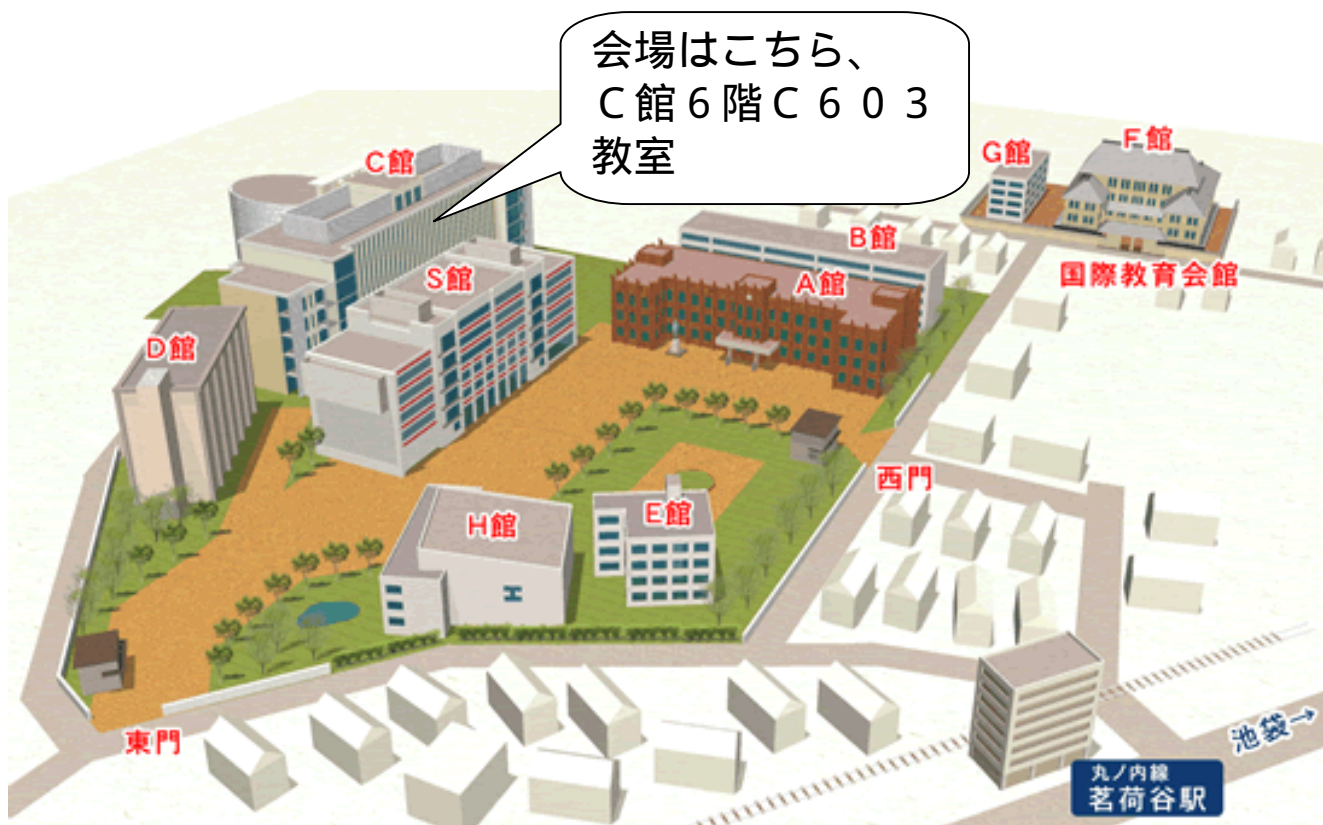 会場はこちら、
C館6階C603
教室
C館
G館
F館
B館
国際教育会館
S館
A館
D館
西門
H館
E館
東門
池袋→
丸ノ内線
茗荷谷駅